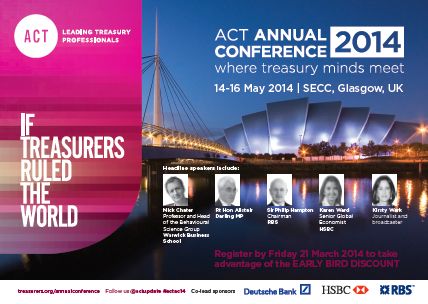 ACT
LEADING TREASURY
PROFESSIONALS
ACT ANNUAL
CONFERENCE 2014
where treasury minds meet
14-16 May 2014 | SECC, Glasgow, UK
IF
TREASURERS
RULED
THE
WORLD
Headline speakers include:
Nick Chater
Professor and Head
of the Behavioural
Science Group
Warwick Business
School
Rt Hon Alistair
Darling MP
Sir Philip Hampton
Chairman
RBS
Karen Ward
Senior Global
Economist
HSBC
Kirsty Wark
Journalist and
broadcaster
Register by Friday 21 March 2014 to take
advantage of the EARLY BIRD DISCOUNT
treasurers.org/annualconference Follow us @actupdate #actac14 Co-lead sponsors Deutsche Bank HSBC RBS